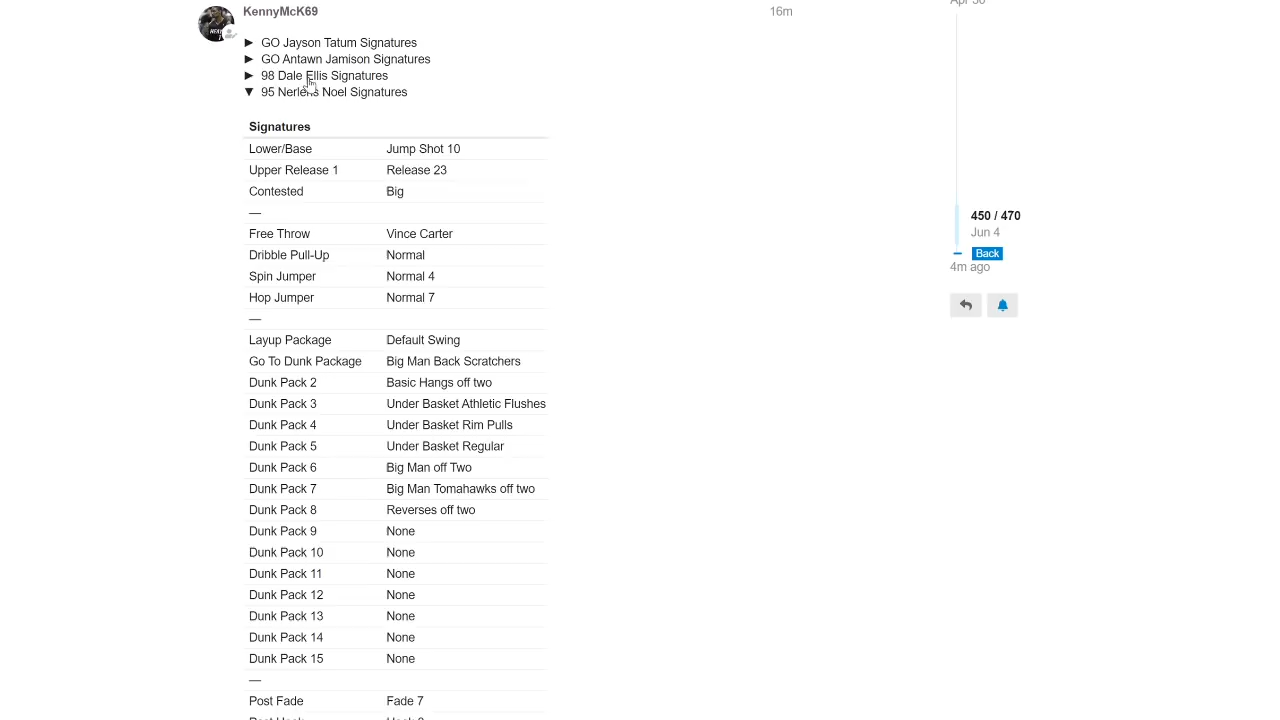 Apr 30
KennyMcK69 16m
▶ GO Jayson Tatum Signatures
▶ GO Antawn Jamison Signatures
▶ 98 Dale Ellis Signatures
▼ 95 Nerlens Noel Signatures
Signatures
Lower/Base Jump Shot 10
Upper Release 1 Release 23
Contested Big
—
Free Throw Vince Carter
Dribble Pull-Up Normal
Spin Jumper Normal 4
Hop Jumper Normal 7
—
Layup Package Default Swing
Go To Dunk Package Big Man Back Scratchers
Dunk Pack 2 Basic Hangs off two
Dunk Pack 3 Under Basket Athletic Flushes
Dunk Pack 4 Under Basket Rim Pulls
Dunk Pack 5 Under Basket Regular
Dunk Pack 6 Big Man off Two
Dunk Pack 7 Big Man Tomahawks off two
Dunk Pack 8 Reverses off two
Dunk Pack 9 None
Dunk Pack 10 None
Dunk Pack 11 None
Dunk Pack 12 None
Dunk Pack 13 None
Dunk Pack 14 None
Dunk Pack 15 None
—
Post Fade Fade 7
450 / 470
Jun 4
Back
4m ago